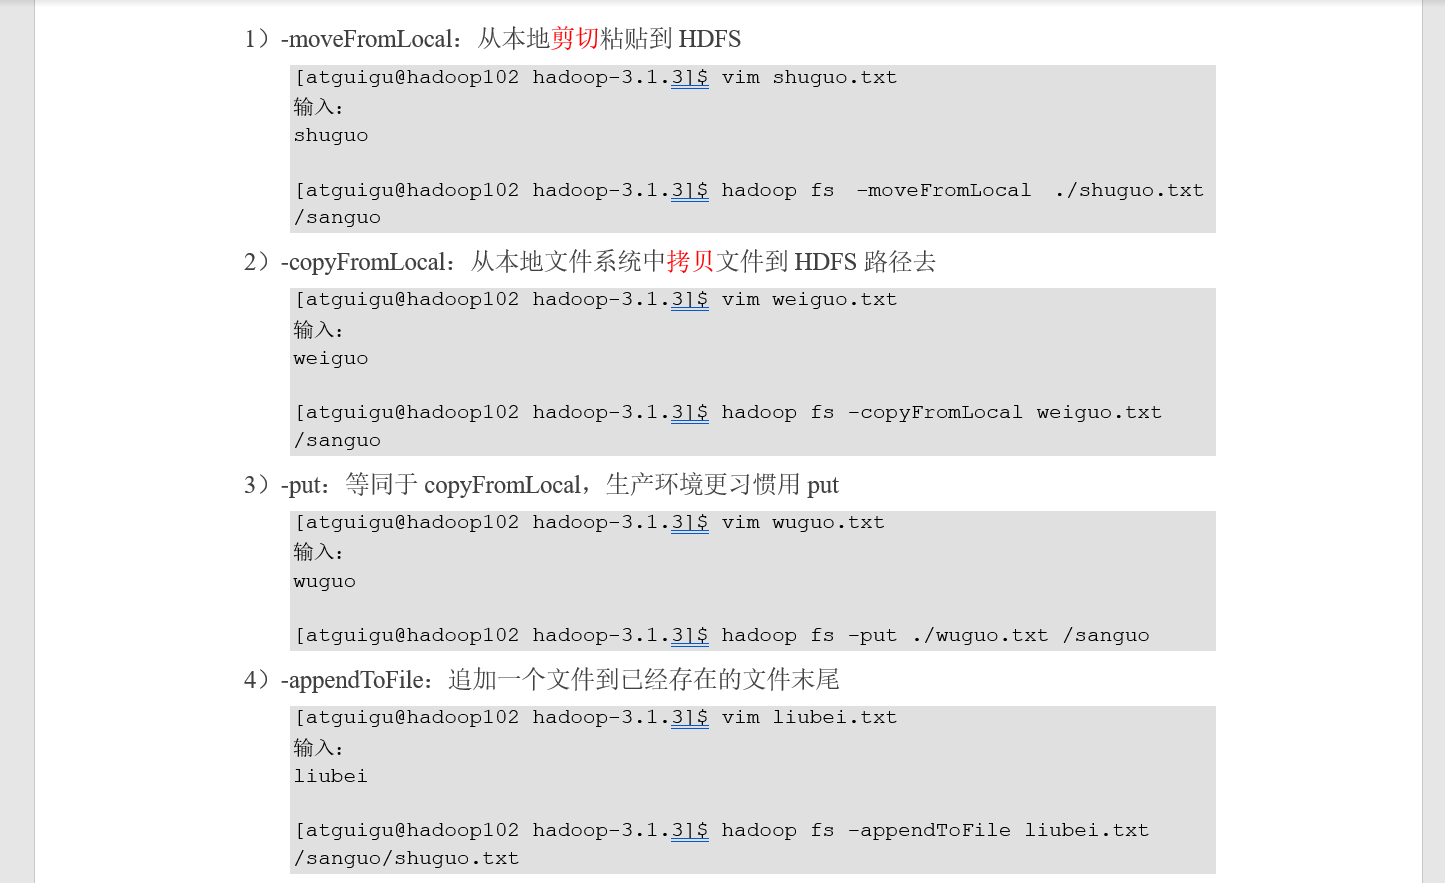 1）-moveFromLocal：从本地剪切粘贴到 HDFS
[atguigu@hadoop102 hadoop-3.1.3]$ vim shuguo.txt
输入：
shuguo
[atguigu@hadoop102 hadoop-3.1.3]$ hadoop fs  -moveFromLocal  ./shuguo.txt
/sanguo
2）-copyFromLocal：从本地文件系统中拷贝文件到 HDFS 路径去
[atguigu@hadoop102 hadoop-3.1.3]$ vim weiguo.txt
输入：
weiguo
[atguigu@hadoop102 hadoop-3.1.3]$ hadoop fs -copyFromLocal weiguo.txt
/sanguo
3）-put：等同于 copyFromLocal，生产环境更习惯用 put
[atguigu@hadoop102 hadoop-3.1.3]$ vim wuguo.txt
输入：
wuguo
[atguigu@hadoop102 hadoop-3.1.3]$ hadoop fs -put ./wuguo.txt /sanguo
4）-appendToFile：追加一个文件到已经存在的文件末尾
[atguigu@hadoop102 hadoop-3.1.3]$ vim liubei.txt
输入：
liubei
[atguigu@hadoop102 hadoop-3.1.3]$ hadoop fs -appendToFile liubei.txt
/sanguo/shuguo.txt